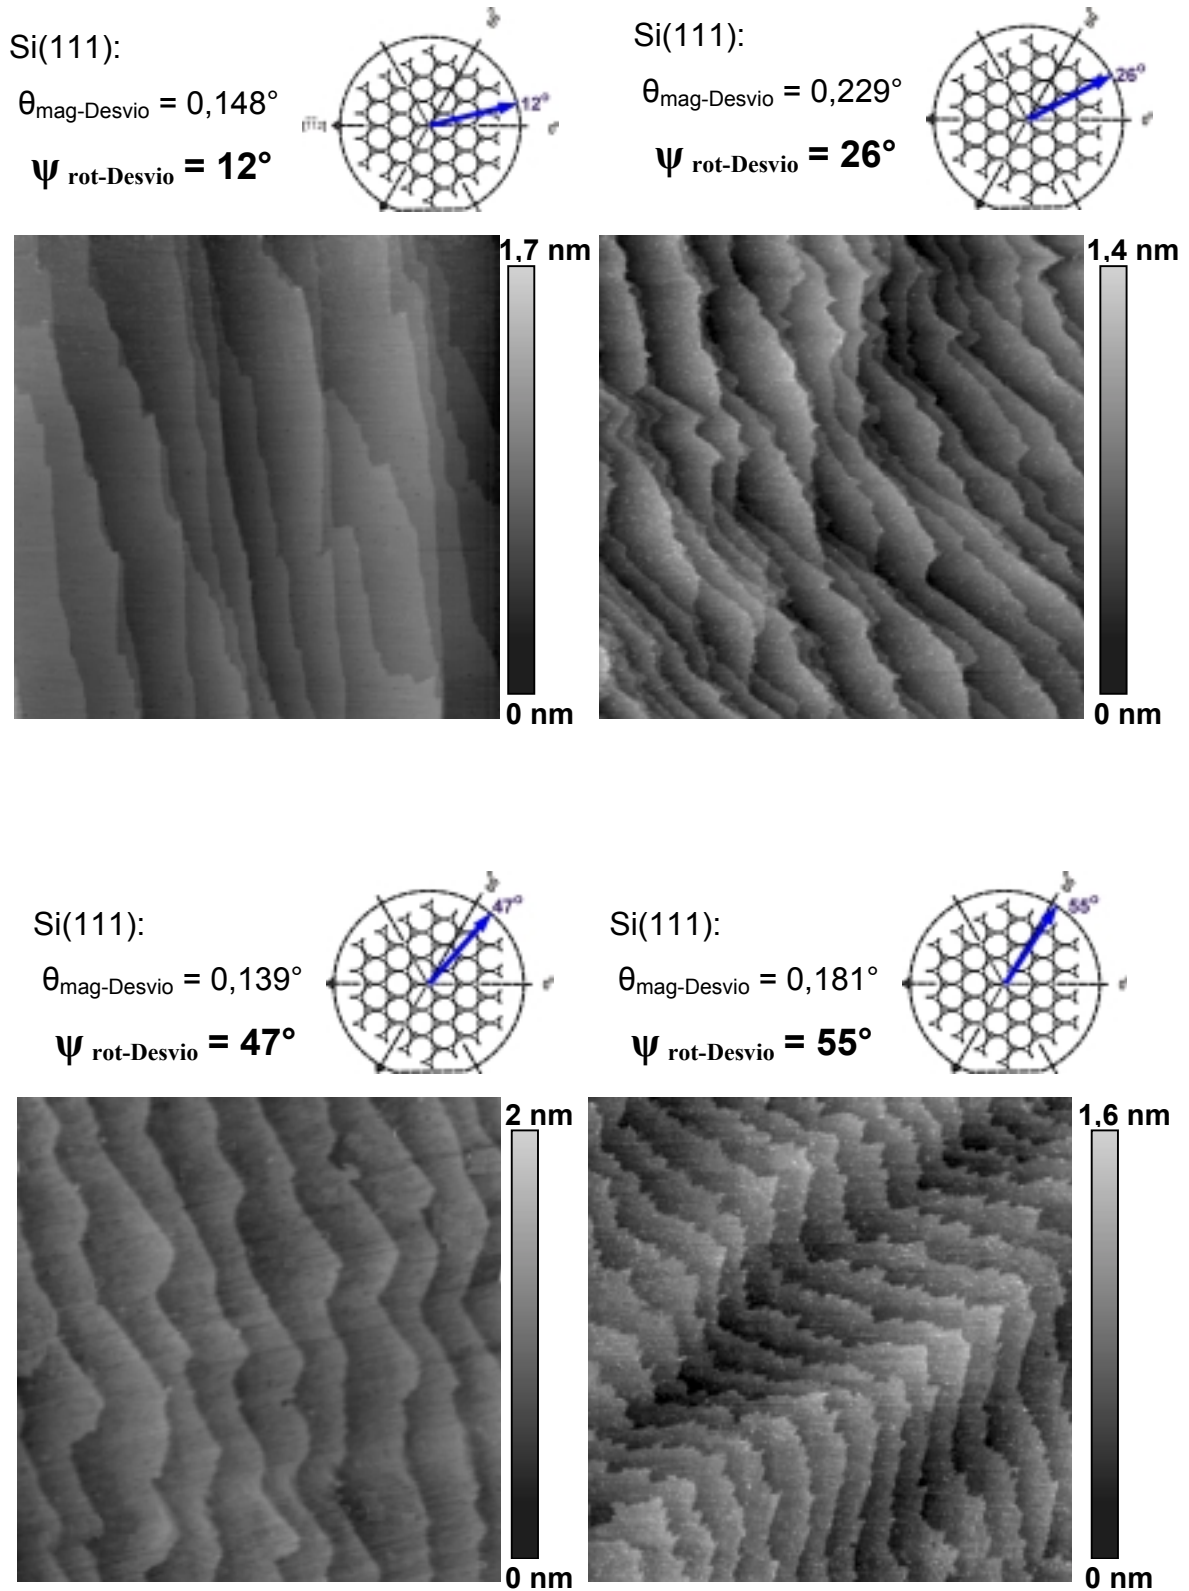 Si(111):
θmag-Desvio = 0,148°
ψ rot-Desvio = 12°
12°
Si(111):
θmag-Desvio = 0,229°
ψ rot-Desvio = 26°
26°
1,7 nm
0 nm
1,4 nm
0 nm
Si(111):
θmag-Desvio = 0,139°
ψ rot-Desvio = 47°
47°
Si(111):
θmag-Desvio = 0,181°
ψ rot-Desvio = 55°
55°
2 nm
0 nm
1,6 nm
0 nm